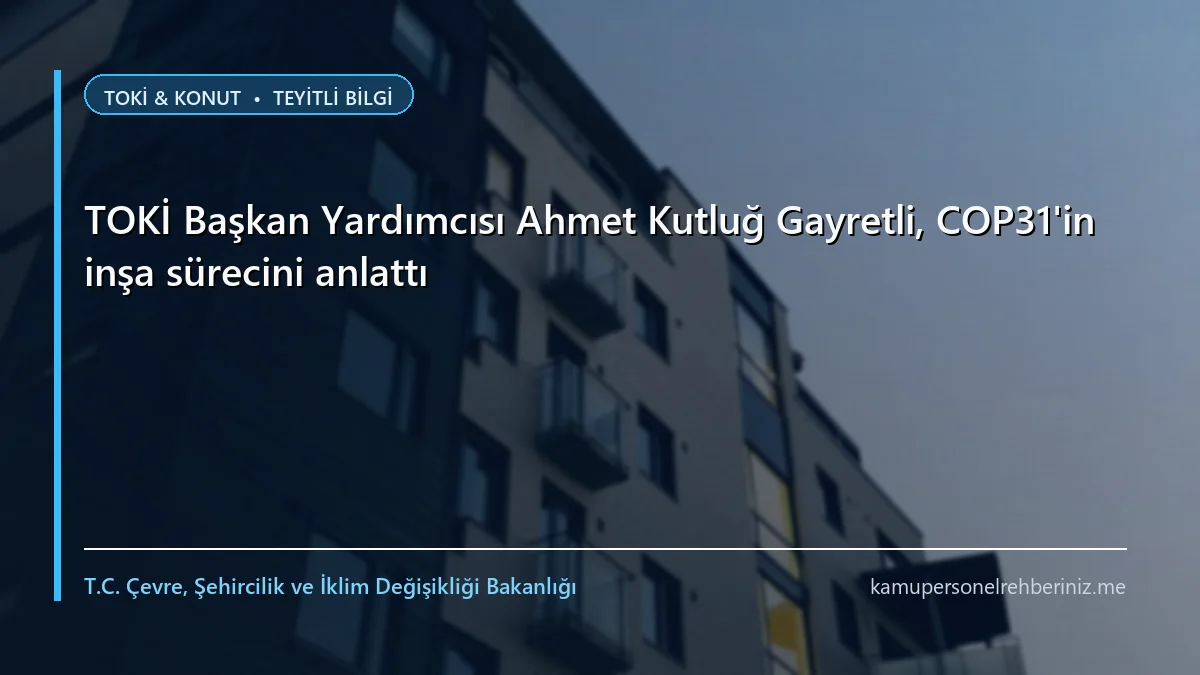 TOKİ & KONUT • TEYİTLİ BİLGİ
TOKİ Başkan Yardımcısı Ahmet Kutluğ Gayretli, COP31'in
inşa sürecini anlattı
T.C. Çevre, Şehircilik ve İklim Değişikliği Bakanlığı
kamupersonelrehberiniz.me